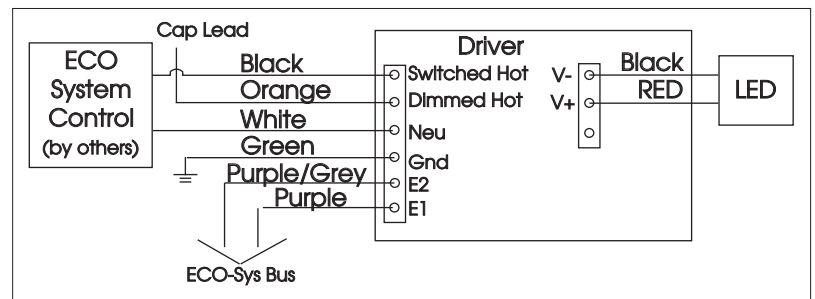 Cap Lead
ECO
System
Control
(by others)
Black
Orange
White
Green
Purple/Grey
Purple
ECO-Sys Bus
Driver
Switched Hot
Dimmed Hot
Neu
Gnd
E2
E1
V-
V+
Black
RED
LED